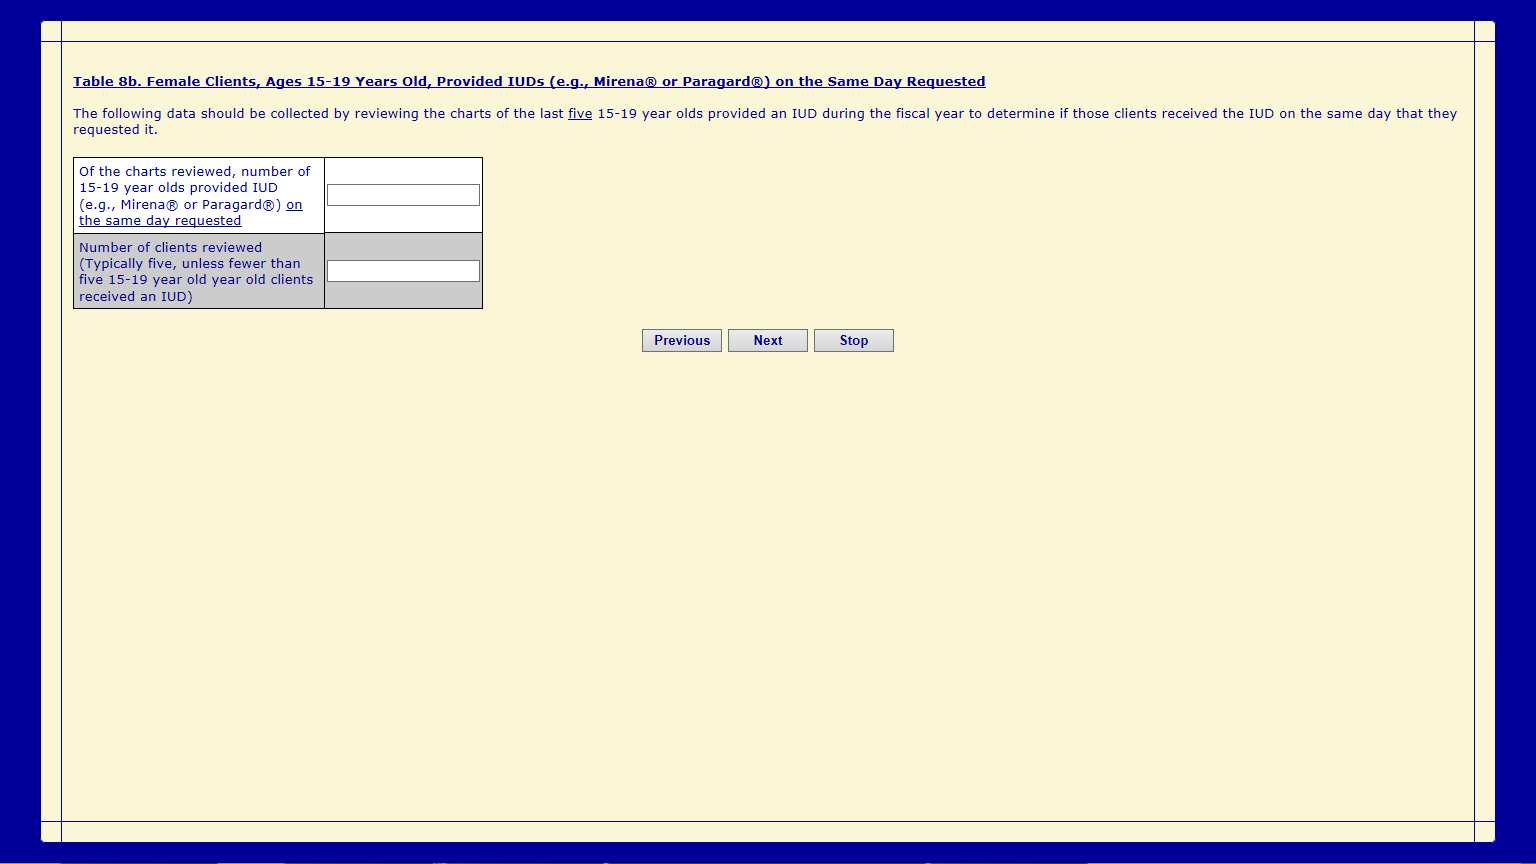 Table 8b. Female Clients, Ages 15-19 Years Old, Provided IUDs (e.g., Mirena® or Paragard®) on the Same Day Requested
The following data should be collected by reviewing the charts of the last five 15-19 year olds provided an IUD during the fiscal year to determine if those clients received the IUD on the same day that they
requested it.
Of the charts reviewed, number of
15-19 year olds provided IUD
(e.g., Mirena® or Paragard®) on
the same day requested
Number of clients reviewed
(Typically five, unless fewer than
five 15-19 year old year old clients
received an IUD)
Previous Next Stop